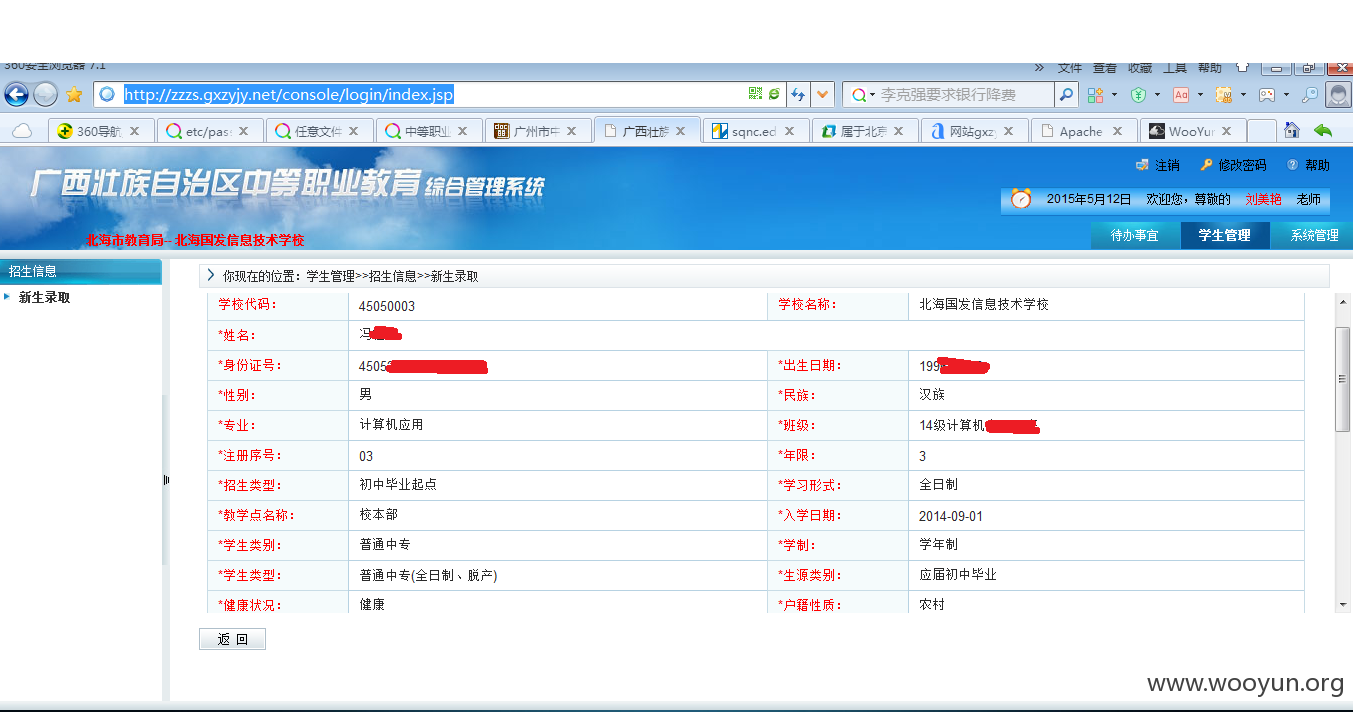 360安全浏览器 7.1
» 文件 查看 收藏 工具 帮助
http://zzzs.gxzyjy.net/console/login/index.jsp 李克强要求银行降费
360导航 etc/pas 任意文件 中等职业 广州市中 广西壮族 sqnc.ed 属于北京 网站gxz Apache WooYun
广西壮族自治区中等职业教育综合管理系统
注销 修改密码 帮助
2015年5月12日 欢迎您，尊敬的 刘美艳 老师
北海市教育局--北海国发信息技术学校
待办事宜 学生管理 系统管理
招生信息
新生录取
你现在的位置：学生管理>>招生信息>>新生录取
学校代码： 45050003 学校名称： 北海国发信息技术学校
*姓名： 冯
*身份证号： 4505 *出生日期： 199
*性别： 男 *民族： 汉族
*专业： 计算机应用 *班级： 14级计算机
*注册序号： 03 *年限： 3
*招生类型： 初中毕业起点 *学习形式： 全日制
*教学点名称： 校本部 *入学日期： 2014-09-01
*学生类别： 普通中专 *学制： 学年制
*学生类型： 普通中专(全日制、脱产) *生源类别： 应届初中毕业
*健康状况： 健康 *户籍性质： 农村
返 回
www.wooyun.org